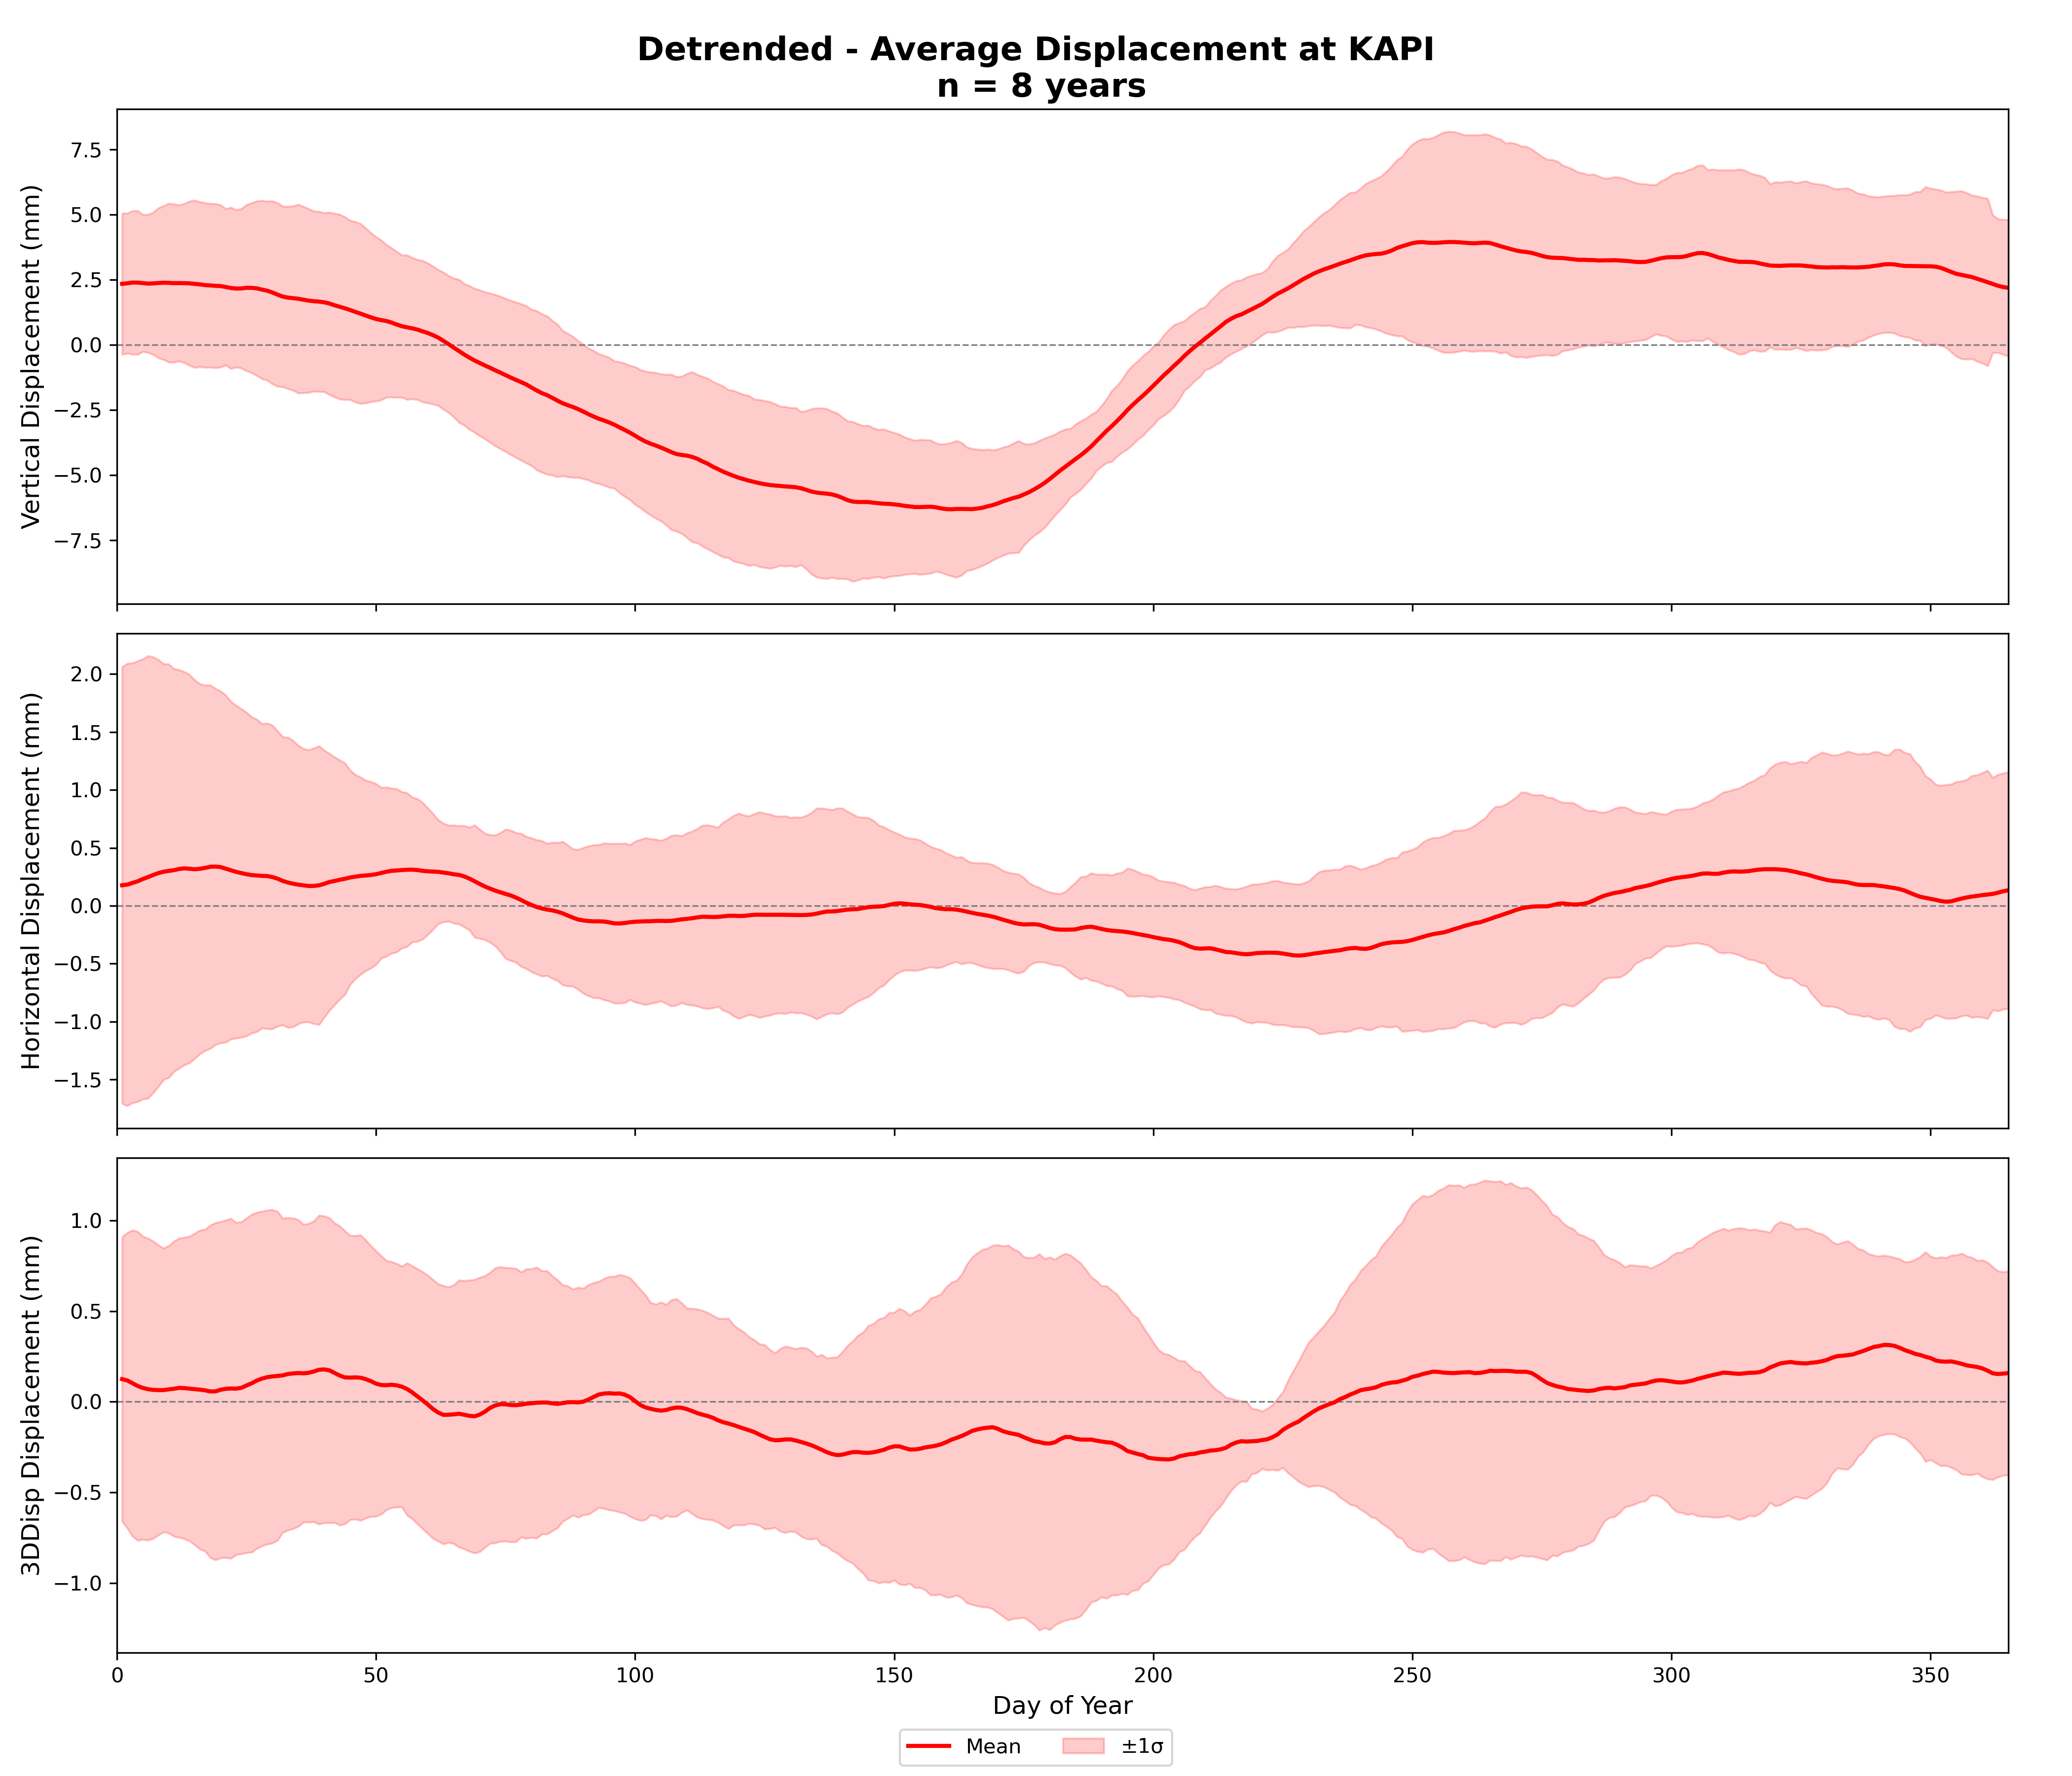 Detrended - Average Displacement at KAPI
n = 8 years
Vertical Displacement (mm)
7.5
5.0
2.5
0.0
−2.5
−5.0
−7.5
Horizontal Displacement (mm)
2.0
1.5
1.0
0.5
0.0
−0.5
−1.0
−1.5
3DDisp Displacement (mm)
1.0
0.5
0.0
−0.5
−1.0
0 50 100 150 200 250 300 350
Day of Year
Mean ±1σ